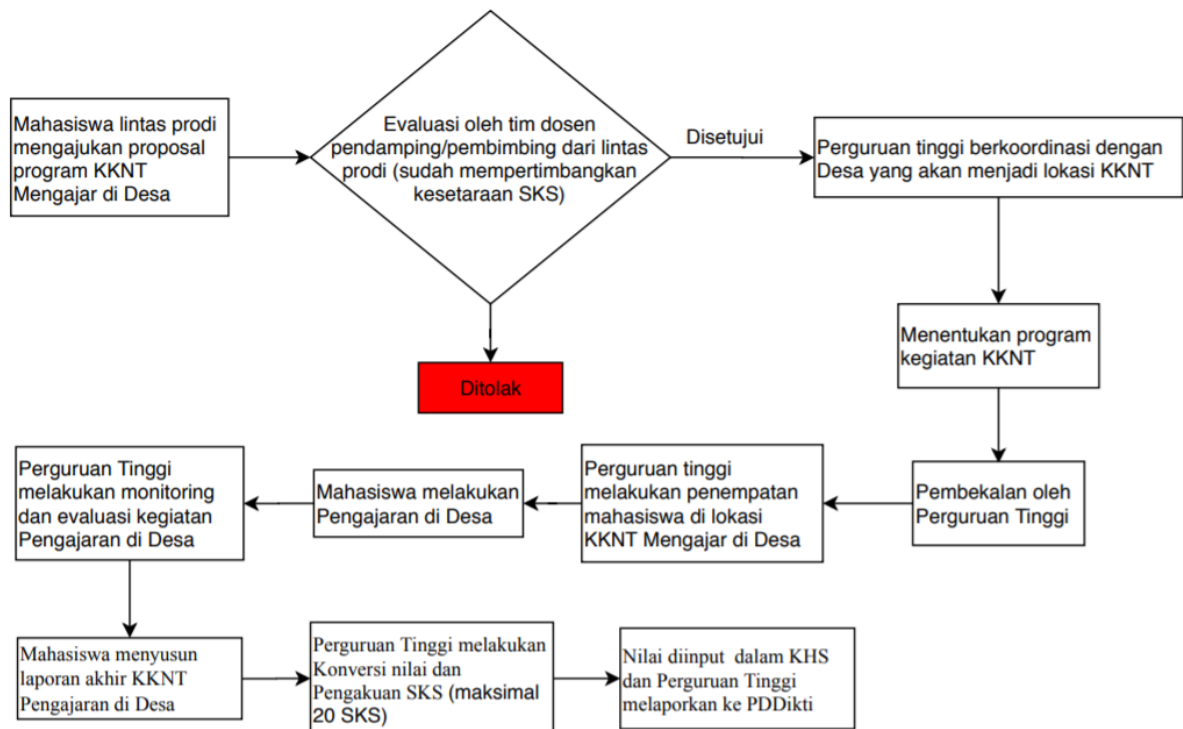 Mahasiswa lintas prodi
mengajukan proposal
program KKNT
Mengajar di Desa
Evaluasi oleh tim dosen
pendamping/pembimbing dari lintas
prodi (sudah mempertimbangkan
kesetaraan SKS)
Disetujui
Perguruan tinggi berkoordinasi dengan
Desa yang akan menjadi lokasi KKNT
Ditolak
Menentukan program
kegiatan KKNT
Pembekalan oleh
Perguruan Tinggi
Perguruan tinggi
melakukan penempatan
mahasiswa di lokasi
KKNT Mengajar di Desa
Mahasiswa melakukan
Pengajaran di Desa
Perguruan Tinggi
melakukan monitoring
dan evaluasi kegiatan
Pengajaran di Desa
Mahasiswa menyusun
laporan akhir KKNT
Pengajaran di Desa
Perguruan Tinggi melakukan
Konversi nilai dan
Pengakuan SKS (maksimal
20 SKS)
Nilai diinput dalam KHS
dan Perguruan Tinggi
melaporkan ke PDDikti